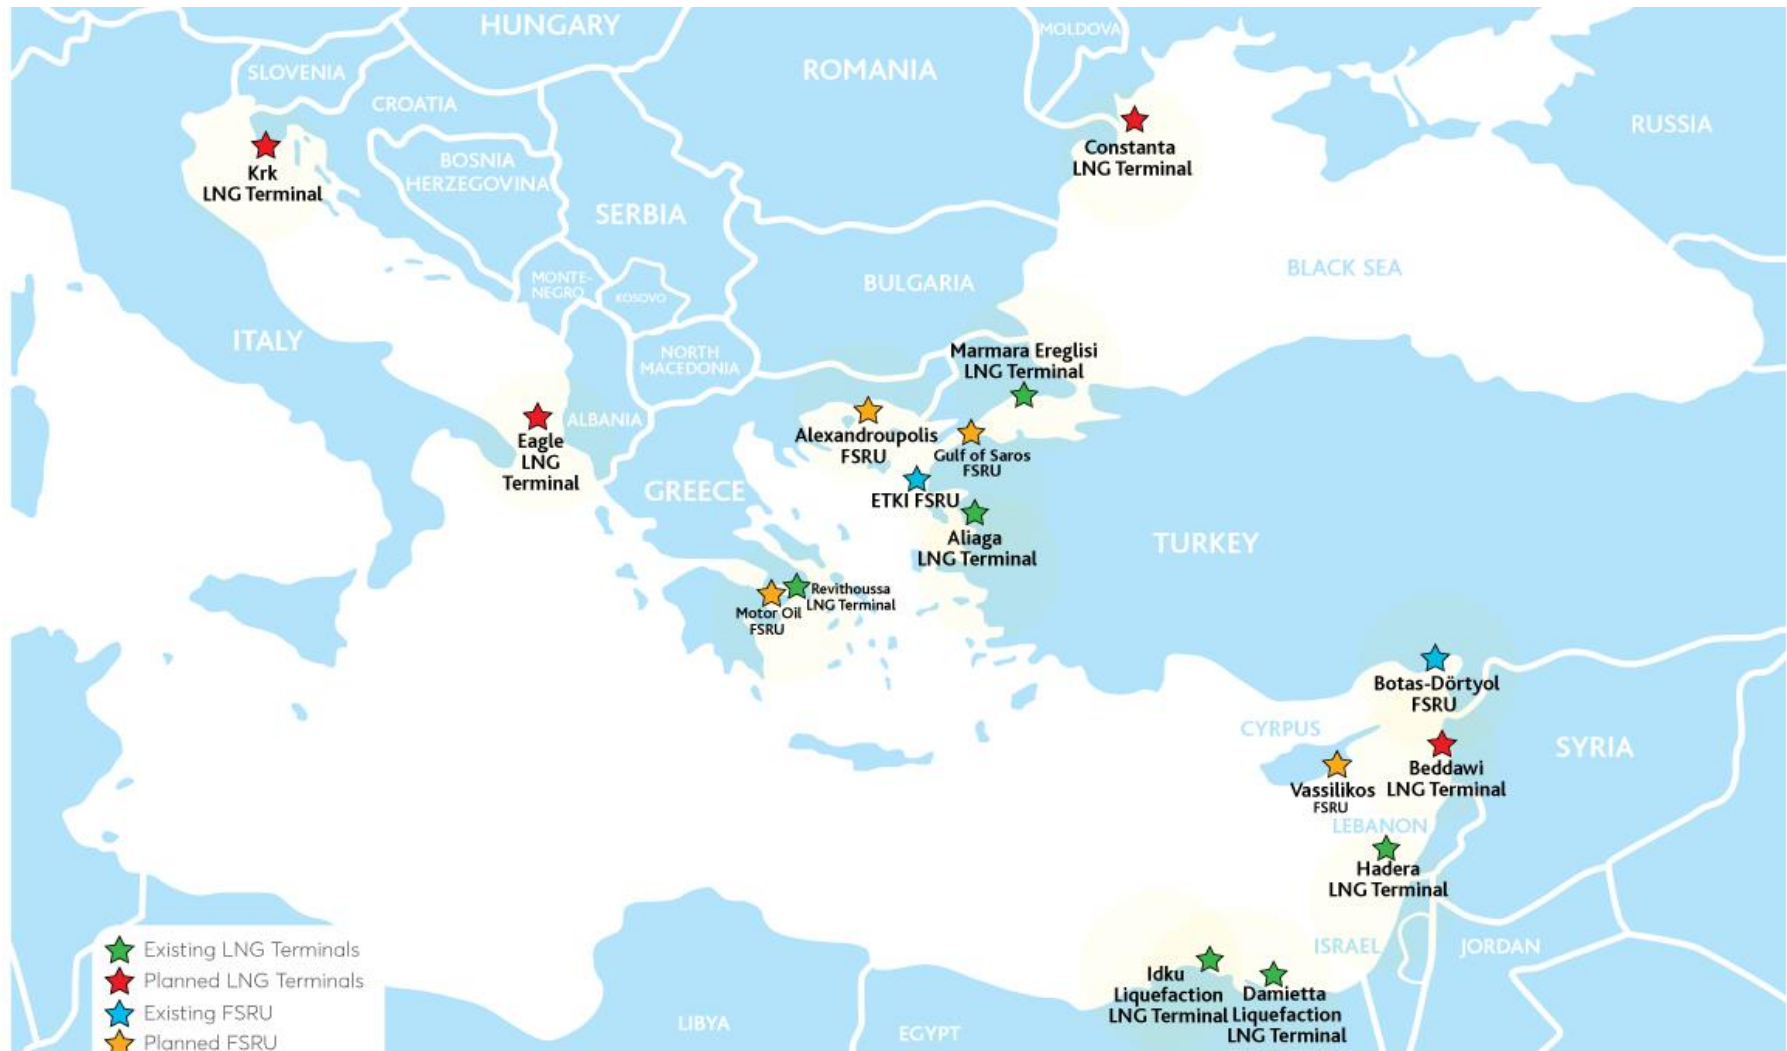 HUNGARY
MOLDOVA
SLOVENIA
ROMANIA
CROATIA
RUSSIA
Constanta
LNG Terminal
BOSNIA
HERZEGOVINA
Krk
LNG Terminal
SERBIA
BLACK SEA
MONTE-
NEGRO
KOSOVO
BULGARIA
ITALY
NORTH
MACEDONIA
Marmara Ereglisi
LNG Terminal
ALBANIA
Eagle
LNG
Terminal
Alexandroupolis
FSRU
Gulf of Saros
FSRU
GREECE
ETKI FSRU
Aliaga
LNG Terminal
TURKEY
Revithoussa
LNG Terminal
Motor Oil
FSRU
Botas-Dörtyol
FSRU
CYRPUS
SYRIA
Vassilikos
FSRU
Beddawi
LNG Terminal
LEBANON
Hadera
LNG Terminal
ISRAEL
JORDAN
Idku
Liquefaction
LNG Terminal
Damietta
Liquefaction
LNG Terminal
LIBYA
EGYPT
Existing LNG Terminals
Planned LNG Terminals
Existing FSRU
Planned FSRU